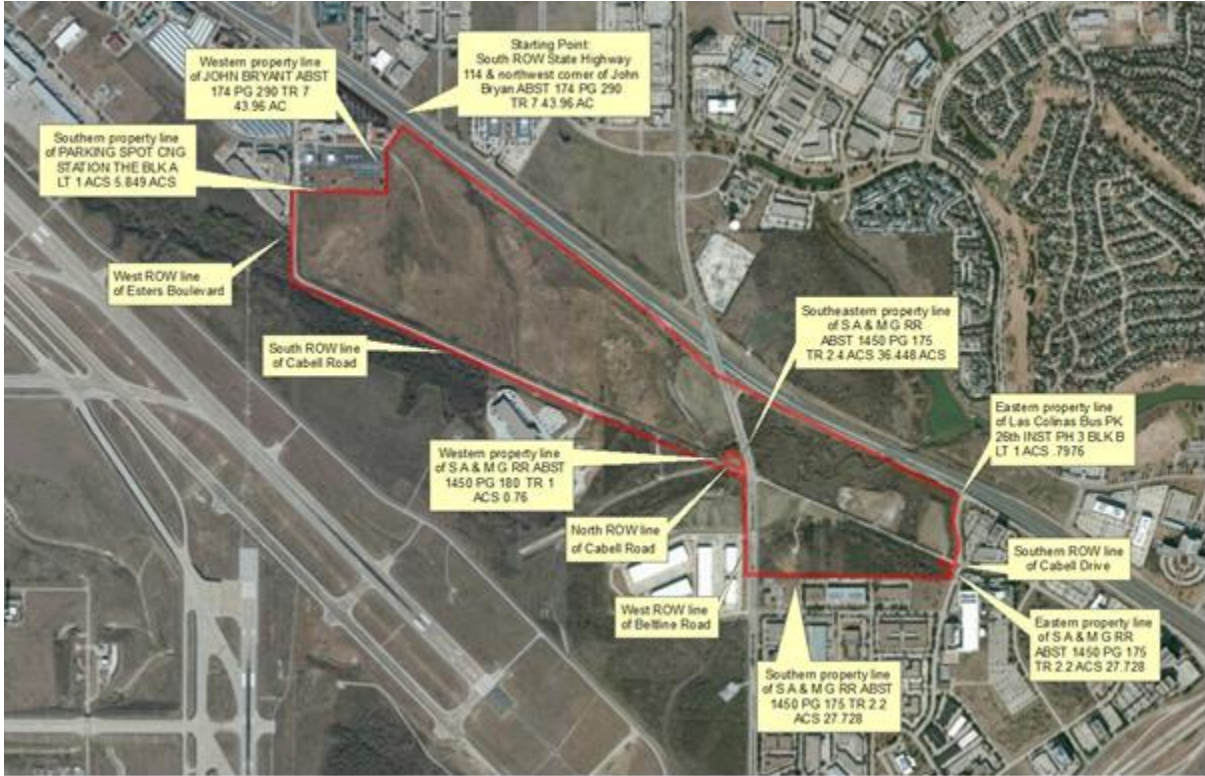 Starting Point:
South ROW State Highway
114 & northwest corner of John
Bryan ABST 174 PG 290
TR 7 43.96 AC
Western property line
of JOHN BRYANT ABST
174 PG 290 TR 7
43.96 AC
Southern property line
of PARKING SPOT CNG
STATION THE BLK A
LT 1 ACS 5.849 ACS
West ROW line
of Esters Boulevard
South ROW line
of Cabell Road
Southeastern property line
of S A & M G RR
ABST 1450 PG 175
TR 2.4 ACS 36.448 ACS
Eastern property line
of Las Colinas Bus PK
26th INST PH 3 BLK B
LT 1 ACS .7976
Western property line
of S A & M G RR ABST
1450 PG 180 TR 1
ACS 0.76
North ROW line
of Cabell Road
Southern ROW line
of Cabell Drive
West ROW line
of Beltline Road
Eastern property line
of S A & M G RR
ABST 1450 PG 175
TR 2.2 ACS 27.728
Southern property line
of S A & M G RR ABST
1450 PG 175 TR 2.2
ACS 27.728